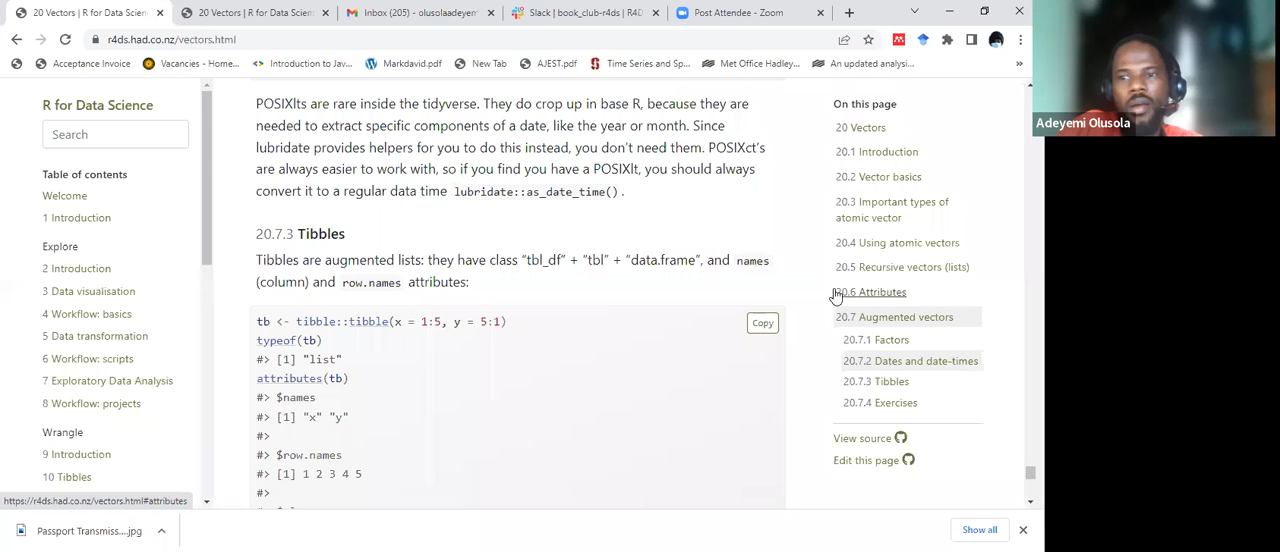 20 Vectors | R for Data Science
20 Vectors | R for Data Scien
Inbox (205) - olusolaadeyem
Slack | book_club-r4ds | R4D
Post Attendee - Zoom
r4ds.had.co.nz/vectors.html
Acceptance Invoice
Vacancies - Home...
Introduction to Jav...
Markdavid.pdf
New Tab
AJEST.pdf
Time Series and Sp...
Met Office Hadley...
An updated analysi...
»
R for Data Science
Search
Table of contents
Welcome
1 Introduction
Explore
2 Introduction
3 Data visualisation
4 Workflow: basics
5 Data transformation
6 Workflow: scripts
7 Exploratory Data Analysis
8 Workflow: projects
Wrangle
9 Introduction
10 Tibbles
POSIXlts are rare inside the tidyverse. They do crop up in base R, because they are
needed to extract specific components of a date, like the year or month. Since
lubridate provides helpers for you to do this instead, you don't need them. POSIXct's
are always easier to work with, so if you find you have a POSIXlt, you should always
convert it to a regular data time lubridate::as_date_time().
20.7.3 Tibbles
Tibbles are augmented lists: they have class "tbl_df" + "tbl" + "data.frame", and names
(column) and row.names attributes:
tb <- tibble::tibble(x = 1:5, y = 5:1)
Copy
typeof(tb)
#> [1] "list"
attributes(tb)
#> $names
#> [1] "x" "y"
#>
#> $row.names
#> [1] 1 2 3 4 5
#>
On this page
20 Vectors
20.1 Introduction
20.2 Vector basics
20.3 Important types of
atomic vector
20.4 Using atomic vectors
20.5 Recursive vectors (lists)
20.6 Attributes
20.7 Augmented vectors
20.7.1 Factors
20.7.2 Dates and date-times
20.7.3 Tibbles
20.7.4 Exercises
View source
Edit this page
Adeyemi Olusola
https://r4ds.had.co.nz/vectors.html#attributes
Passport Transmiss....jpg
Show all